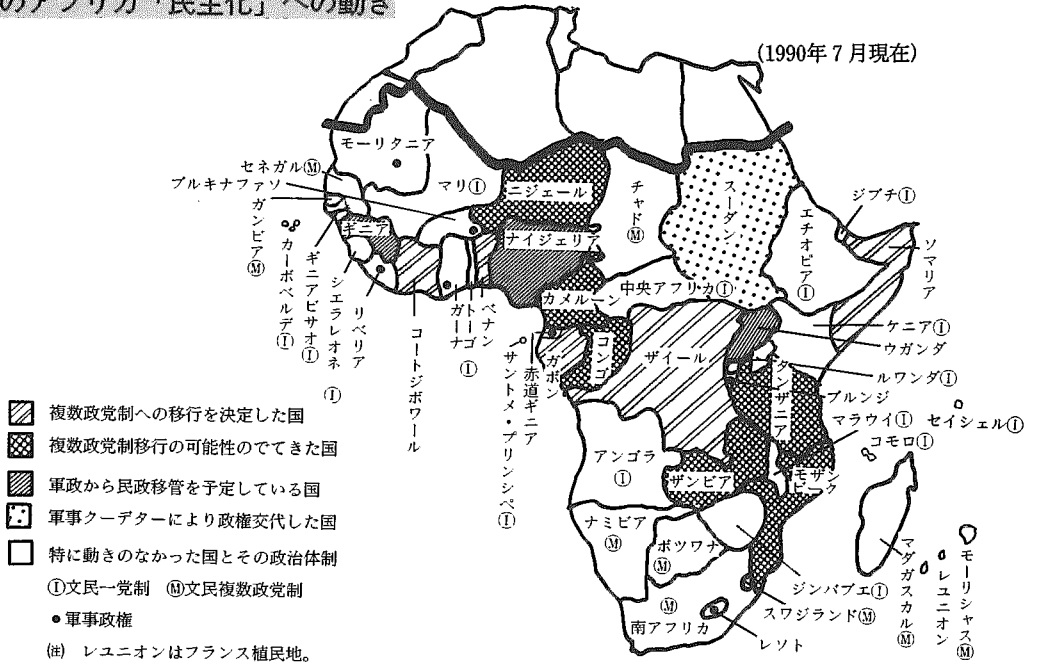 のアフリカ「民主化」への動き
(1990年7月現在)
モーリタニア
セネガルⓂ
ブルキナファソ
マリⒾ
ニジェール
チャドⓂ
スーダン
エチオピアⒾ
ジブチⒾ
ソマリア
ガンビアⓂ
カーボベルデⒾ
ギニアビサオⒾ
ギニア
シエラレオネⒾ
リベリア
コートジボワール
ガーナ
トーゴⒾ
ベナン
ナイジェリア
カメルーン
中央アフリカⒾ
サントメ・プリンシペⒾ
赤道ギニア
ガボン
コンゴ
ザイール
ケニアⒾ
ウガンダ
ルワンダⒾ
ブルンジ
タンザニア
マラウイⒾ
セイシェルⒾ
コモロⒾ
アンゴラⒾ
ザンビア
モザンビーク
ナミビアⓂ
ボツワナⓂ
ジンバブエⒾ
スワジランドⓂ
Ⓜ南アフリカ
レソト
マダガスカルⓂ
レユニオン
モーリシャスⓂ
複数政党制への移行を決定した国
複数政党制移行の可能性のでてきた国
軍政から民政移管を予定している国
軍事クーデターにより政権交代した国
特に動きのなかった国とその政治体制
Ⓘ文民一党制 Ⓜ文民複数政党制
●軍事政権
(注) レユニオンはフランス植民地。